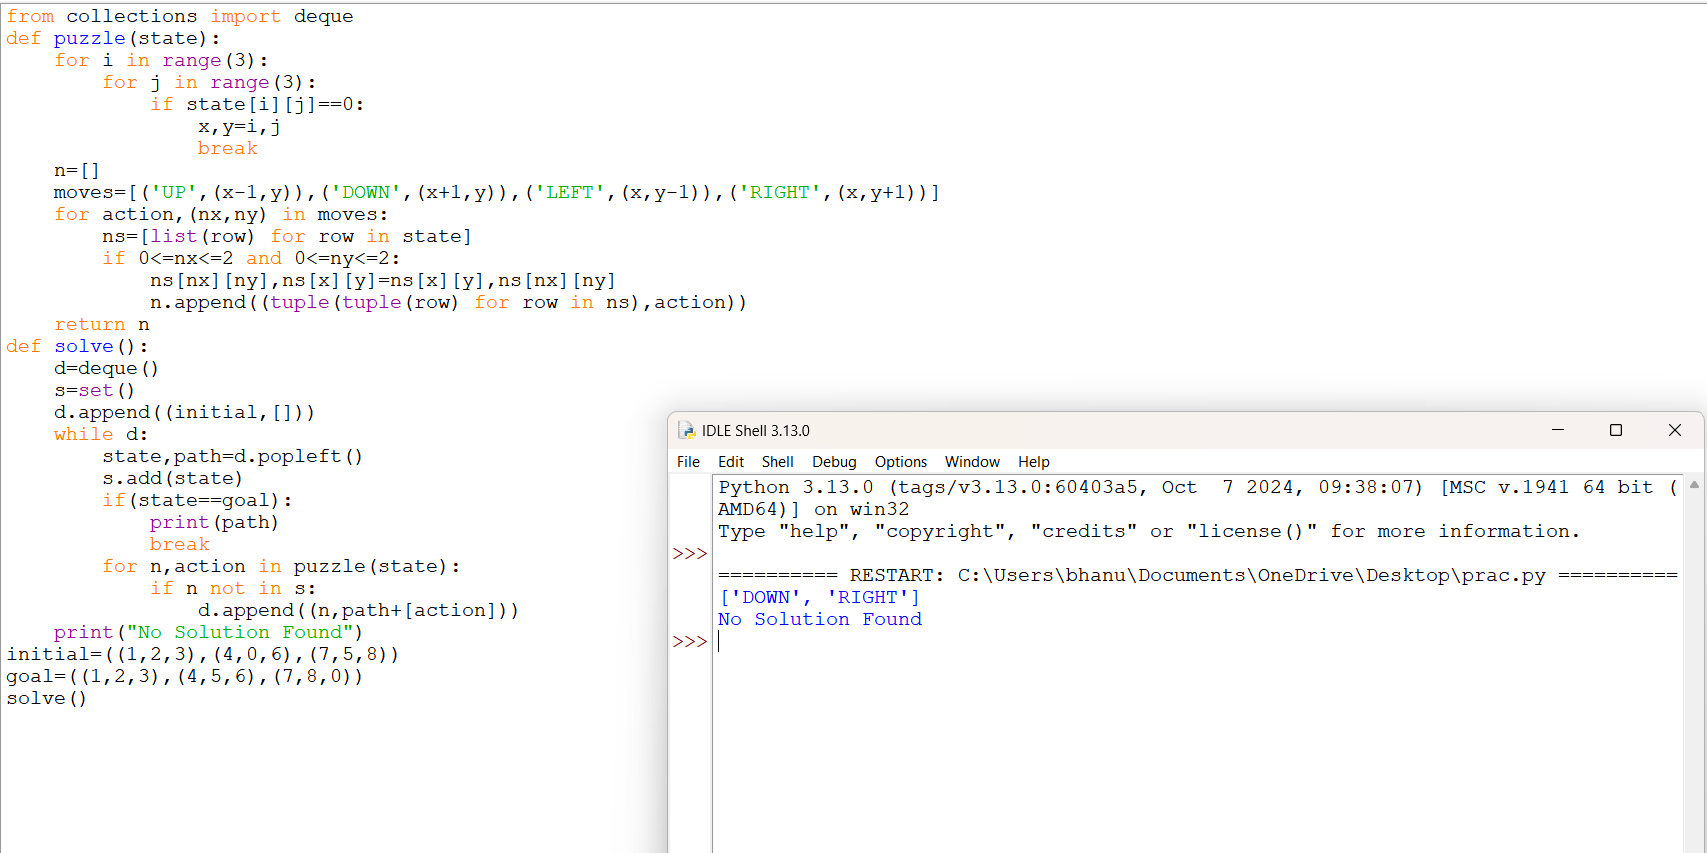 from collections import deque
def puzzle(state):
    for i in range(3):
        for j in range(3):
            if state[i][j]==0:
                x,y=i,j
                break
    n=[]
    moves=[('UP',(x-1,y)),('DOWN',(x+1,y)),('LEFT',(x,y-1)),('RIGHT',(x,y+1))]
    for action,(nx,ny) in moves:
        ns=[list(row) for row in state]
        if 0<=nx<=2 and 0<=ny<=2:
            ns[nx][ny],ns[x][y]=ns[x][y],ns[nx][ny]
            n.append((tuple(tuple(row) for row in ns),action))
    return n
def solve():
    d=deque()
    s=set()
    d.append((initial,[]))
    while d:
        state,path=d.popleft()
        s.add(state)
        if(state==goal):
            print(path)
            break
        for n,action in puzzle(state):
            if n not in s:
                d.append((n,path+[action]))
    print("No Solution Found")
initial=((1,2,3),(4,0,6),(7,5,8))
goal=((1,2,3),(4,5,6),(7,8,0))
solve()
IDLE Shell 3.13.0
File Edit Shell Debug Options Window Help
Python 3.13.0 (tags/v3.13.0:60403a5, Oct  7 2024, 09:38:07) [MSC v.1941 64 bit (
AMD64)] on win32
Type "help", "copyright", "credits" or "license()" for more information.
>>>
========== RESTART: C:\Users\bhanu\Documents\OneDrive\Desktop\prac.py ==========
['DOWN', 'RIGHT']
No Solution Found
>>>